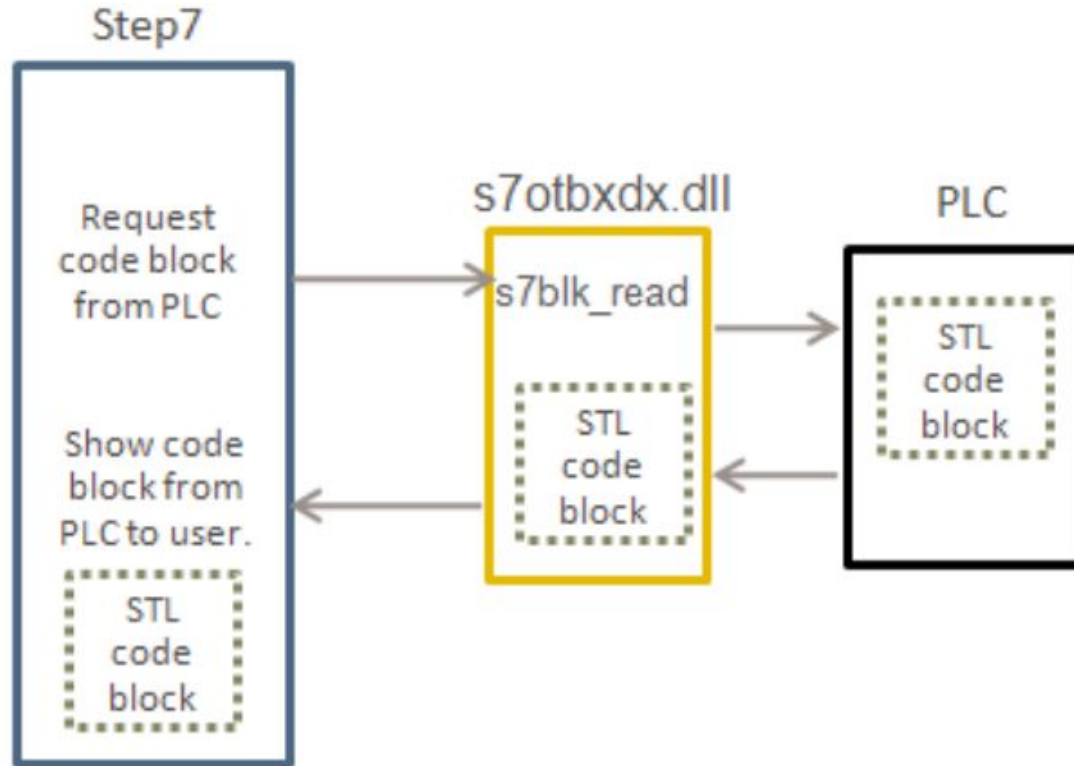 Step7
Request
code block
from PLC
Show code
block from
PLC to user.
STL
code
block
s7otbxdx.dll
s7blk_read
STL
code
block
PLC
STL
code
block